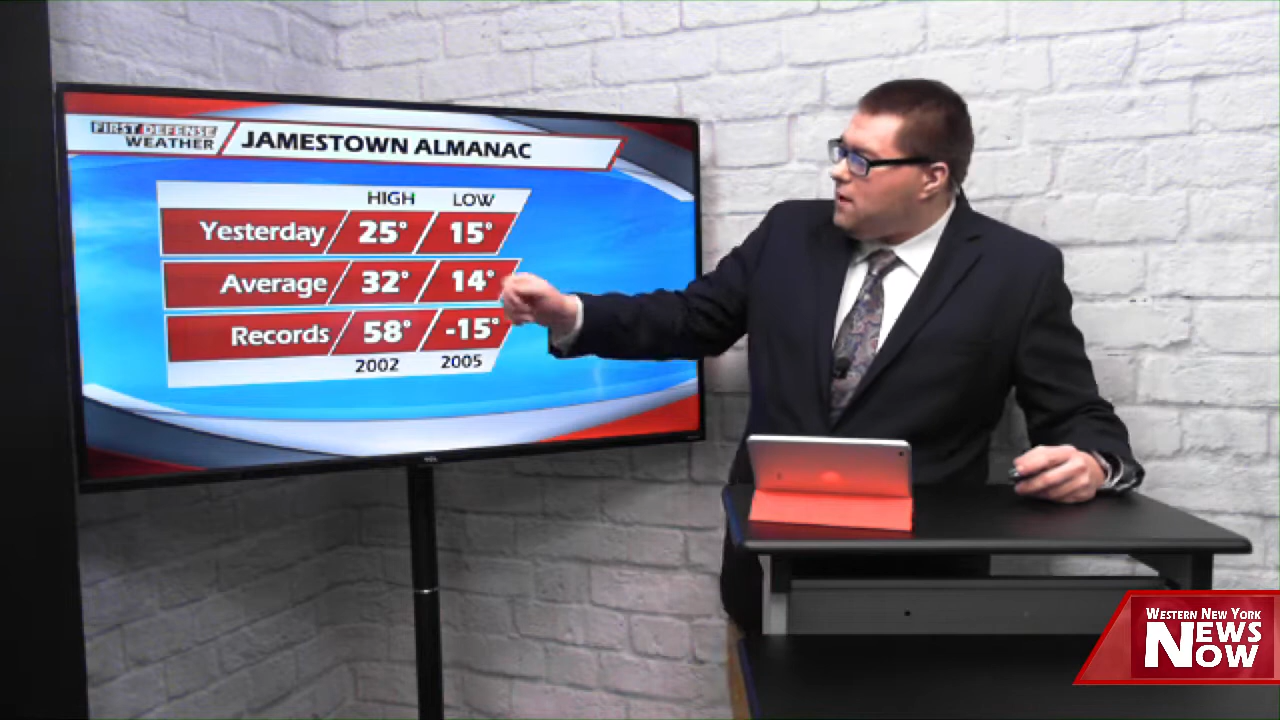 FIRST DEFENSE
WEATHER
JAMESTOWN ALMANAC
HIGH LOW
Yesterday 25° 15°
Average 32° 14°
Records 58° -15°
2002 2005
TCL
WESTERN NEW YORK
NEWS
NOW